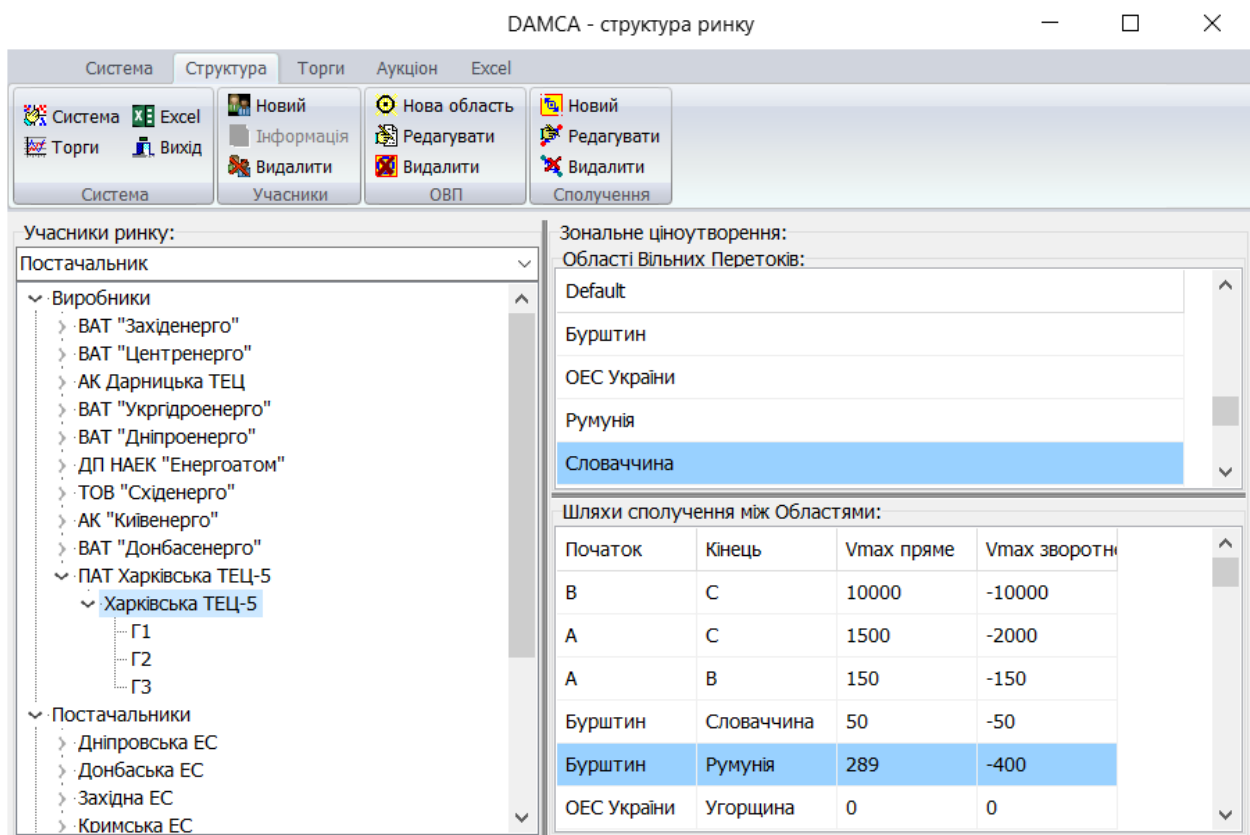 DAMCA - структура ринку
Система Структура Торги Аукціон Excel
Система Excel
Торги Вихід
Система
Новий
Інформація
Видалити
Учасники
Нова область
Редагувати
Видалити
ОВП
Новий
Редагувати
Видалити
Сполучення
Учасники ринку:
Постачальник
Виробники
ВАТ "Західенерго"
ВАТ "Центренерго"
АК Дарницька ТЕЦ
ВАТ "Укргідроенерго"
ВАТ "Дніпроенерго"
ДП НАЕК "Енергоатом"
ТОВ "Східенерго"
АК "Київенерго"
ВАТ "Донбасенерго"
ПАТ Харківська ТЕЦ-5
Харківська ТЕЦ-5
Г1
Г2
Г3
Постачальники
Дніпровська ЕС
Донбаська ЕС
Західна ЕС
Кримська ЕС
Зональне ціноутворення:
Області Вільних Перетоків:
Default
Бурштин
ОЕС України
Румунія
Словаччина
Шляхи сполучення між Областями:
Початок Кінець Vmax пряме Vmax зворотн
B C 10000 -10000
A C 1500 -2000
A B 150 -150
Бурштин Словаччина 50 -50
Бурштин Румунія 289 -400
ОЕС України Угорщина 0 0